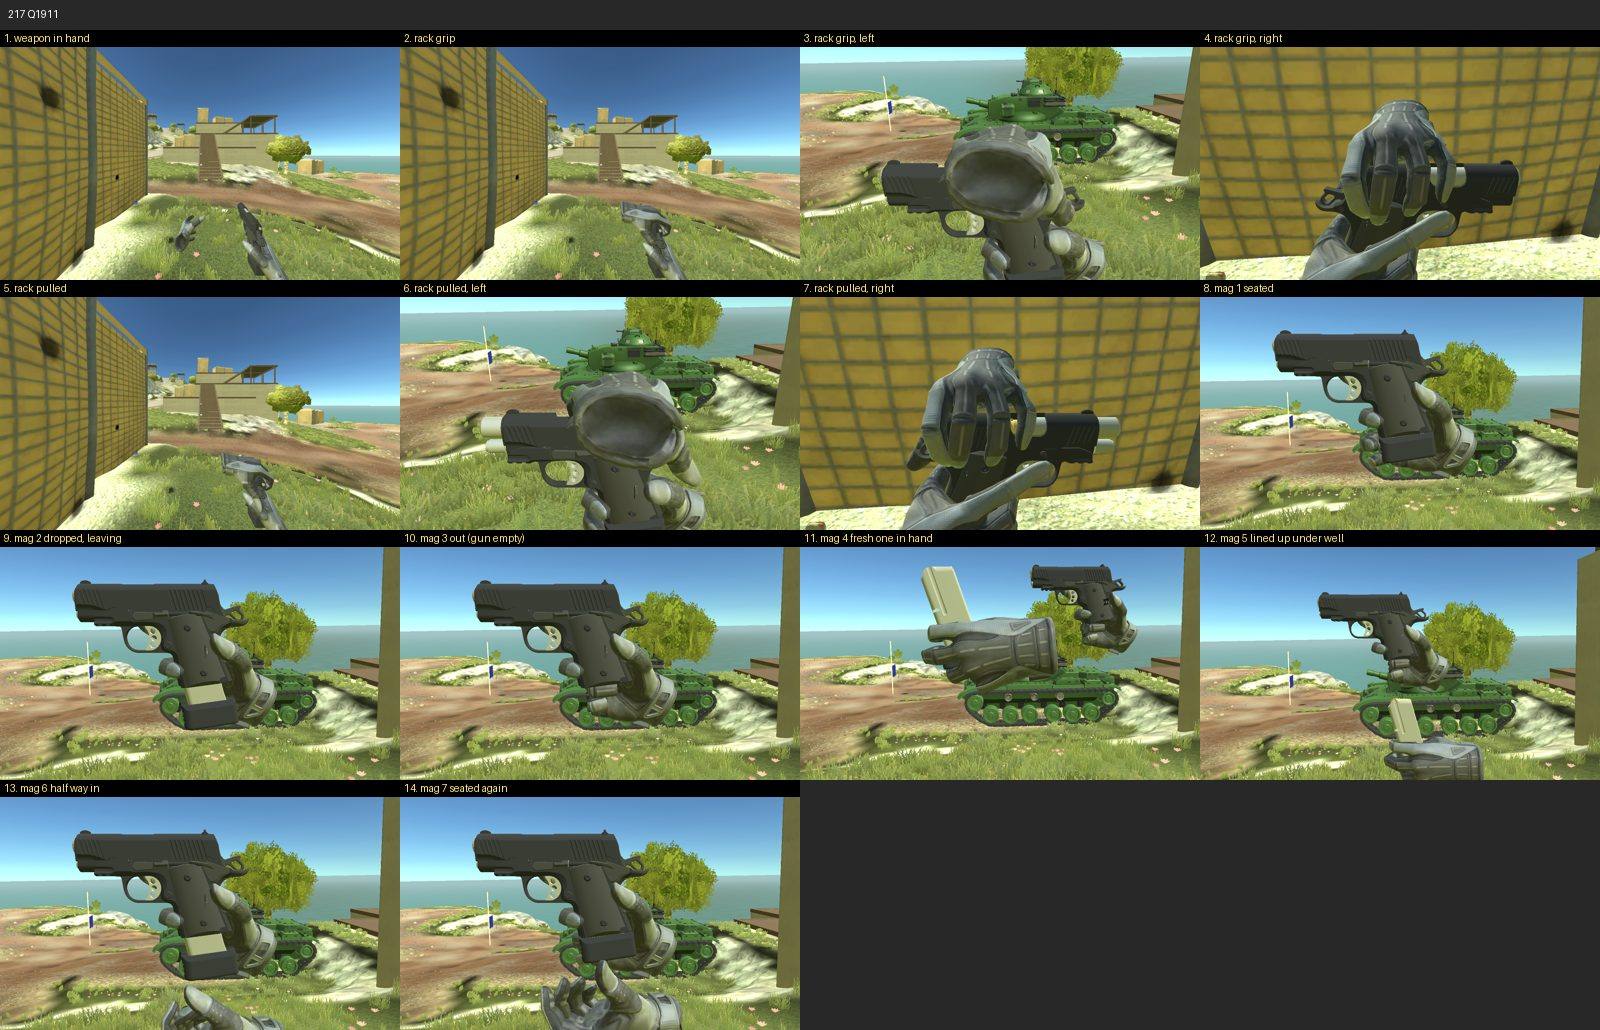 217 Q1911
1. weapon in hand
2. rack grip
3. rack grip, left
4. rack grip, right
5. rack pulled
6. rack pulled, left
7. rack pulled, right
8. mag 1 seated
9. mag 2 dropped, leaving
10. mag 3 out (gun empty)
11. mag 4 fresh one in hand
12. mag 5 lined up under well
13. mag 6 half way in
14. mag 7 seated again